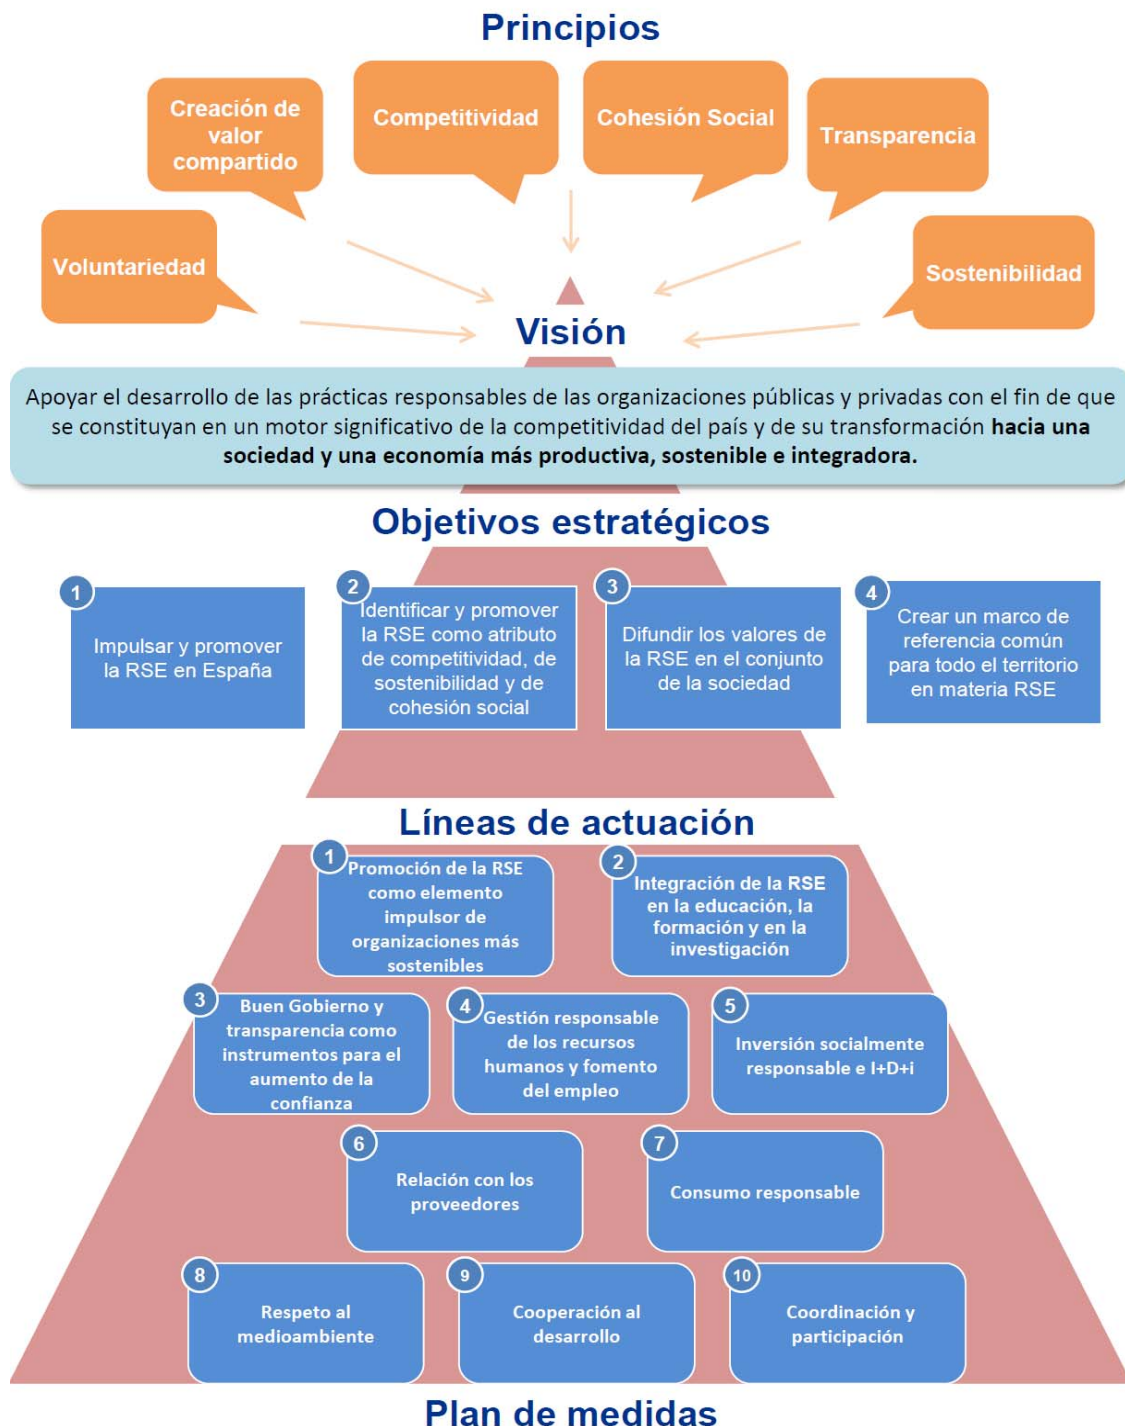 Principios
Creación de
valor
compartido
Competitividad
Cohesión Social
Transparencia
Voluntariedad
Sostenibilidad
Visión
Apoyar el desarrollo de las prácticas responsables de las organizaciones públicas y privadas con el fin de que
se constituyan en un motor significativo de la competitividad del país y de su transformación hacia una
sociedad y una economía más productiva, sostenible e integradora.
Objetivos estratégicos
1
Impulsar y promover
la RSE en España
2
Identificar y promover
la RSE como atributo
de competitividad, de
sostenibilidad y de
cohesión social
3
Difundir los valores de
la RSE en el conjunto
de la sociedad
4
Crear un marco de
referencia común
para todo el territorio
en materia RSE
Líneas de actuación
1
Promoción de la RSE
como elemento
impulsor de
organizaciones más
sostenibles
2
Integración de la RSE
en la educación, la
formación y en la
investigación
3
Buen Gobierno y
transparencia como
instrumentos para el
aumento de la
confianza
4
Gestión responsable
de los recursos
humanos y fomento
del empleo
5
Inversión socialmente
responsable e I+D+i
6
Relación con los
proveedores
7
Consumo responsable
8
Respeto al
medioambiente
9
Cooperación al
desarrollo
10
Coordinación y
participación
Plan de medidas